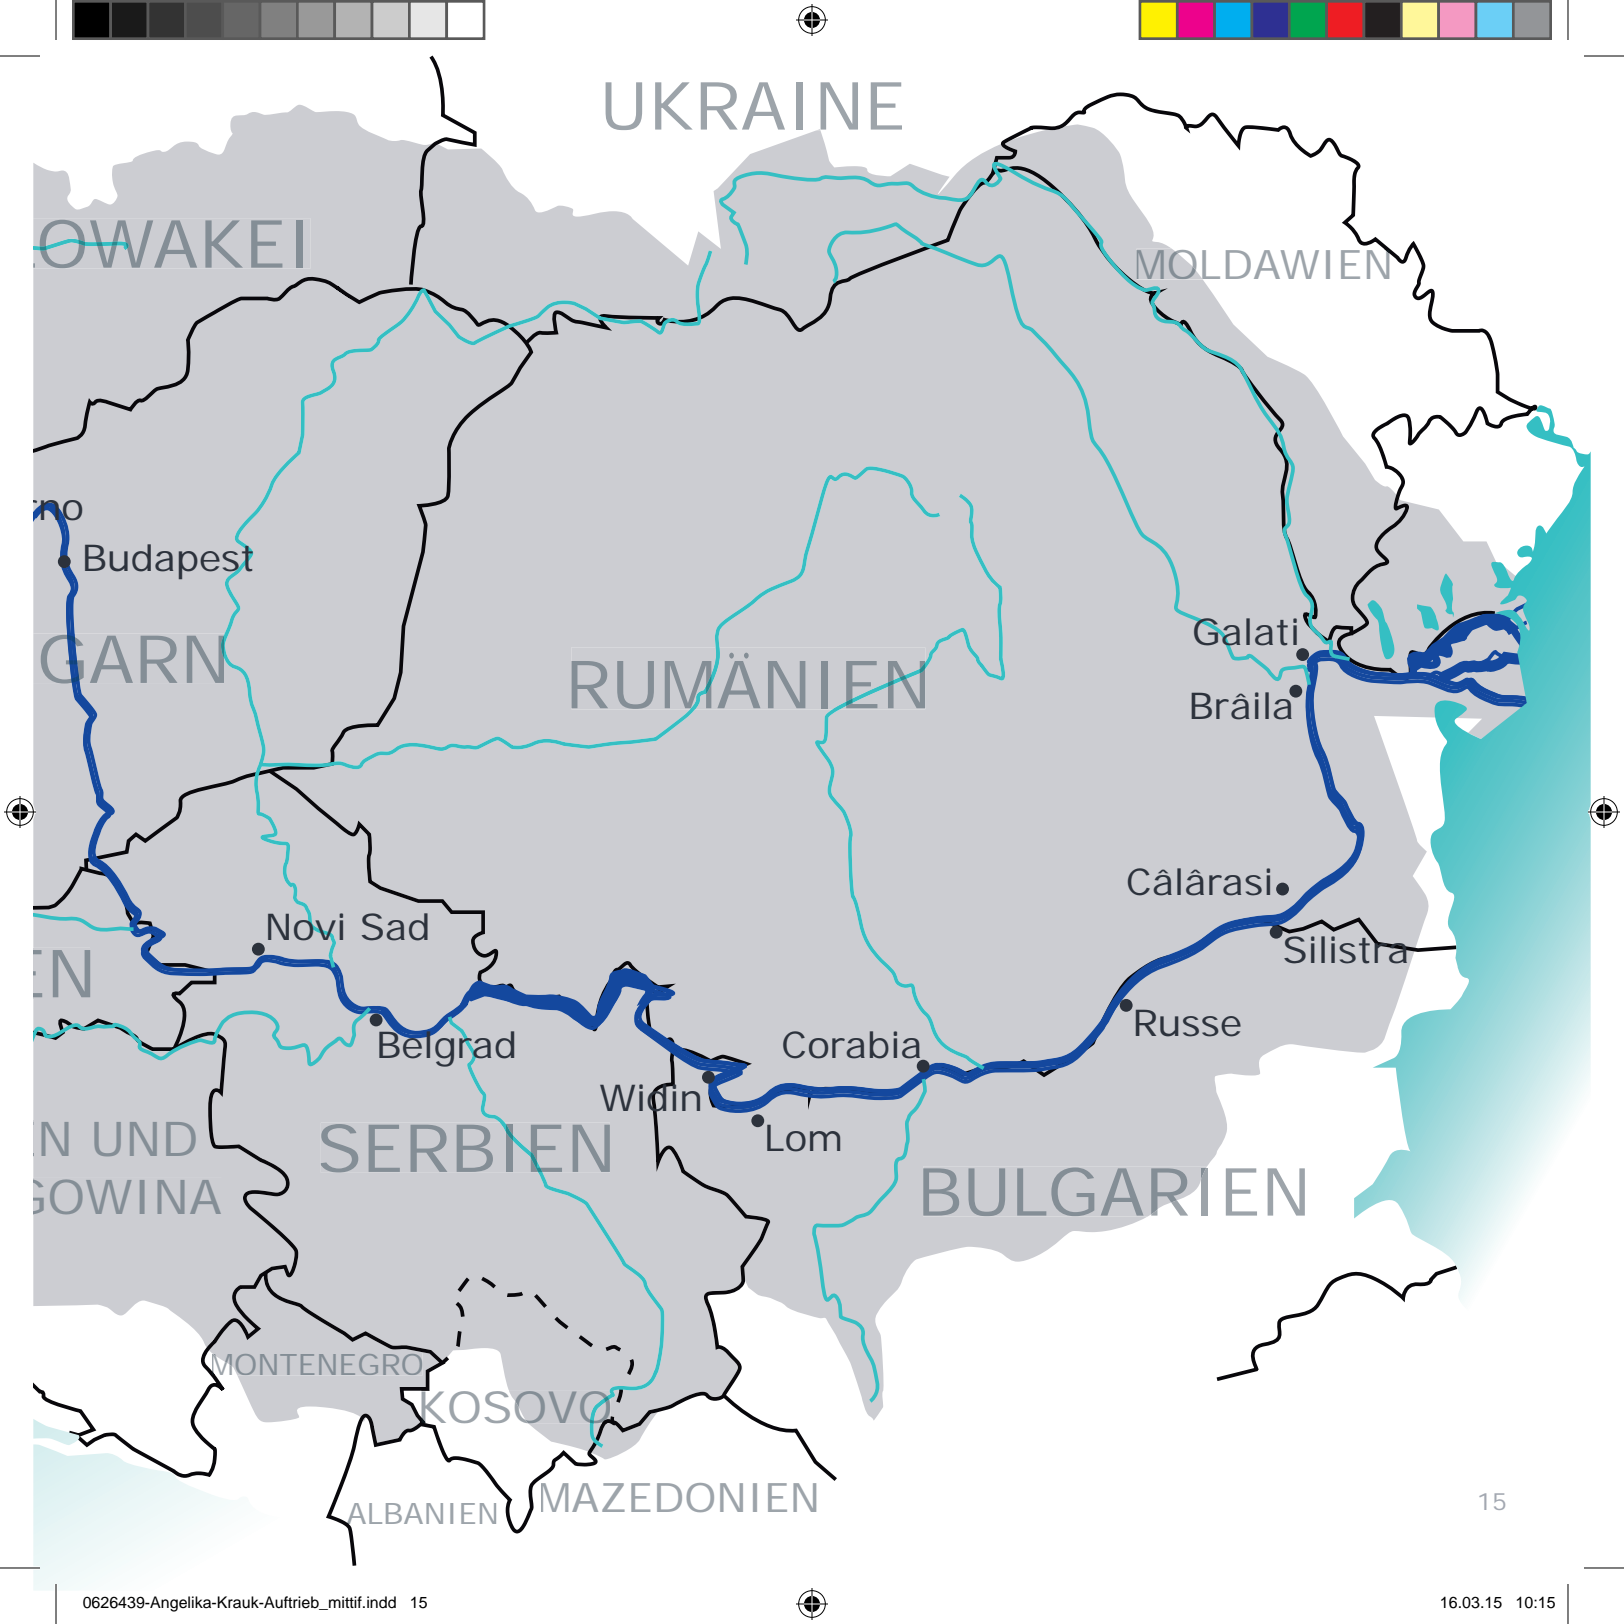 UKRAINE
OWAKEI
MOLDAWIEN
no
Budapest
Galati
GARN
RUMÄNIEN
Brâila
Câlârasi
Novi Sad
Silistra
EN
Russe
Belgrad
Corabia
Widin
Lom
N UND
SERBIEN
BULGARIEN
GOWINA
MONTENEGRO
KOSOVO
MAZEDONIEN
ALBANIEN
15
0626439-Angelika-Krauk-Auftrieb_mittif.indd 15
16.03.15 10:15